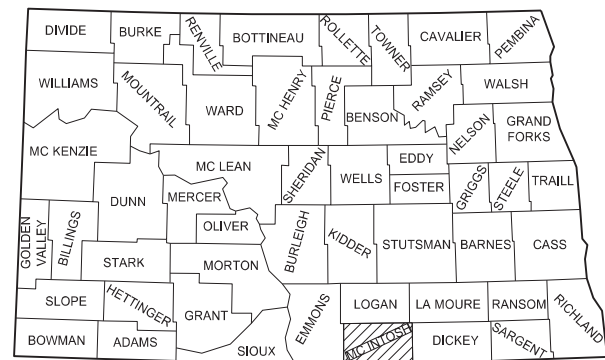 DIVIDE
BURKE
RENVILLE
BOTTINEAU
ROLLETTE
TOWNER
CAVALIER
PEMBINA
WILLIAMS
MOUNTRAIL
WARD
MC HENRY
PIERCE
BENSON
RAMSEY
WALSH
NELSON
GRAND
FORKS
MC KENZIE
DUNN
MC LEAN
MERCER
OLIVER
SHERIDAN
WELLS
EDDY
FOSTER
GRIGGS
STEELE
TRAILL
GOLDEN
VALLEY
BILLINGS
STARK
MORTON
BURLEIGH
KIDDER
STUTSMAN
BARNES
CASS
SLOPE
HETTINGER
GRANT
EMMONS
LOGAN
LA MOURE
RANSOM
RICHLAND
BOWMAN
ADAMS
SIOUX
MC INTOSH
DICKEY
SARGENT